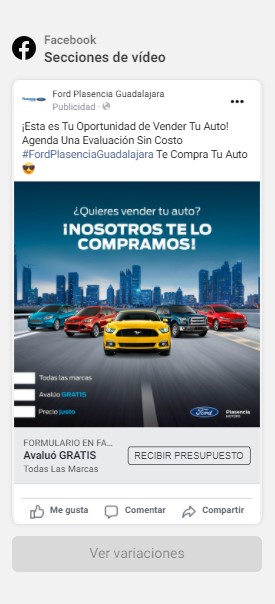 Facebook
Secciones de vídeo
Ford Plasencia Guadalajara
Publicidad ·
¡Esta es Tu Oportunidad de Vender Tu Auto!
Agenda Una Evaluación Sin Costo
#FordPlasenciaGuadalajara Te Compra Tu Auto
😎
¿Quieres vender tu auto?
¡NOSOTROS TE LO
COMPRAMOS!
Todas las marcas
Avalúo GRATIS
Precio justo
Ford
Plasencia
FORMULARIO EN FA...
Avaluó GRATIS
Todas Las Marcas
RECIBIR PRESUPUESTO
Me gusta
Comentar
Compartir
Ver variaciones